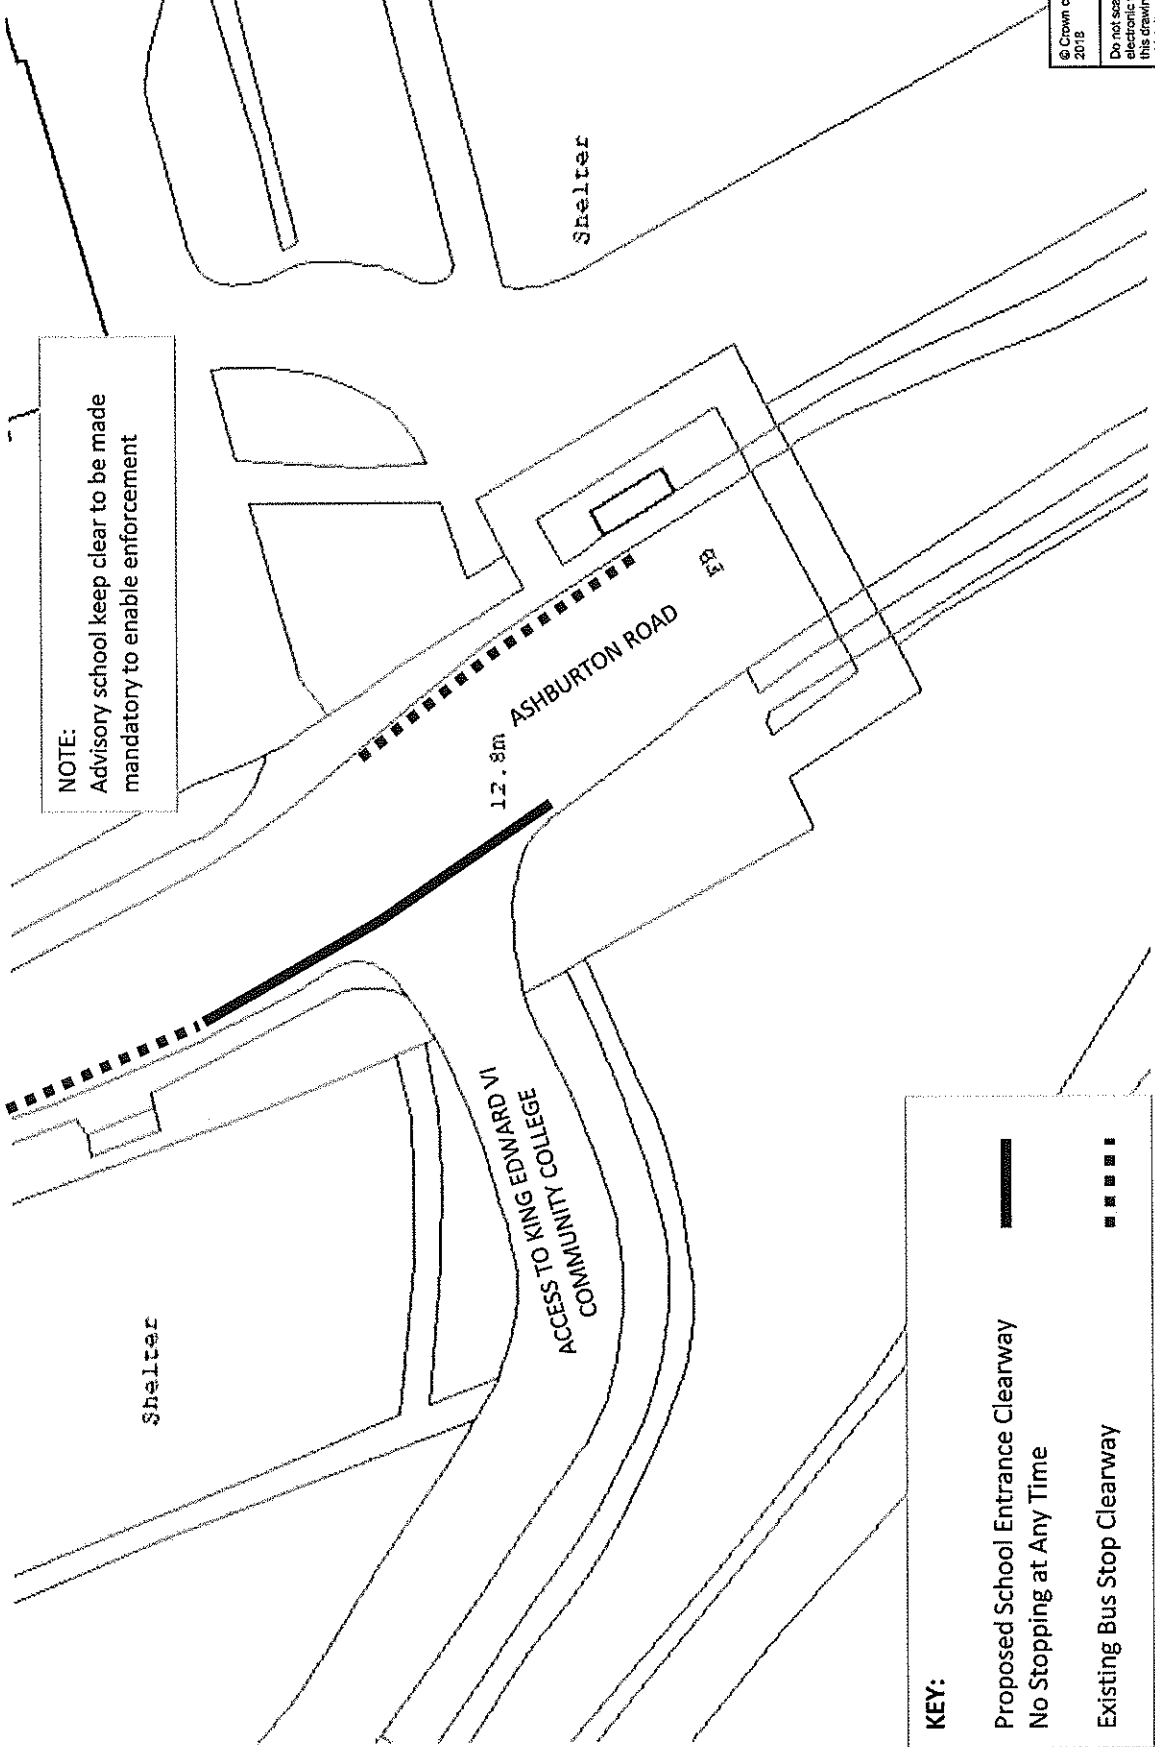 NOTE:
Advisory school keep clear to be made
mandatory to enable enforcement
Shelter
Shelter
12.8m
ASHBURTON ROAD
EB
ACCESS TO KING EDWARD VI
COMMUNITY COLLEGE
KEY:
Proposed School Entrance Clearway
No Stopping at Any Time
Existing Bus Stop Clearway
© Crown c
2018
Do not sca
electronic
this drawin